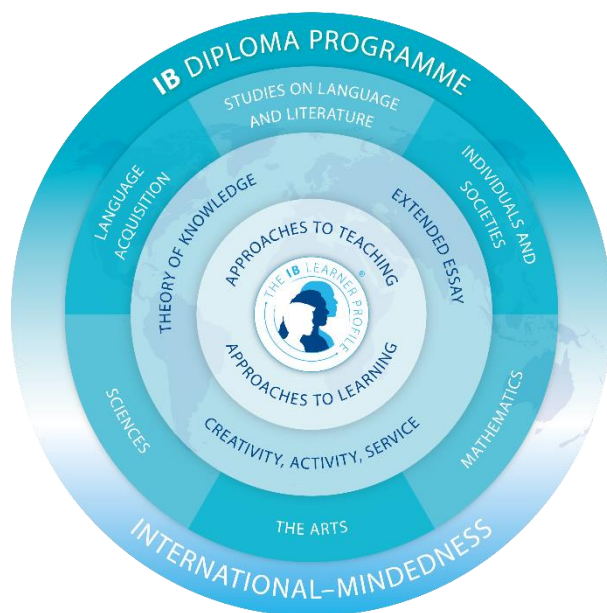 IB DIPLOMA PROGRAMME
STUDIES ON LANGUAGE
AND LITERATURE
LANGUAGE
ACQUISITION
INDIVIDUALS AND
SOCIETIES
THEORY OF KNOWLEDGE
EXTENDED ESSAY
APPROACHES TO TEACHING
THE IB LEARNER PROFILE ®
APPROACHES TO LEARNING
CREATIVITY, ACTIVITY, SERVICE
SCIENCES
MATHEMATICS
THE ARTS
INTERNATIONAL–MINDEDNESS